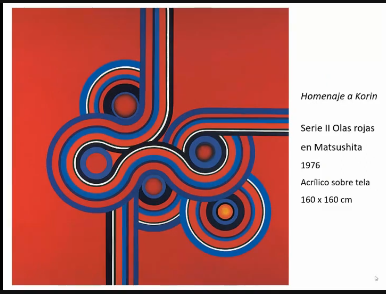 Homenaje a Korin
Serie II Olas rojas
en Matsushita
1976
Acrílico sobre tela
160 x 160 cm